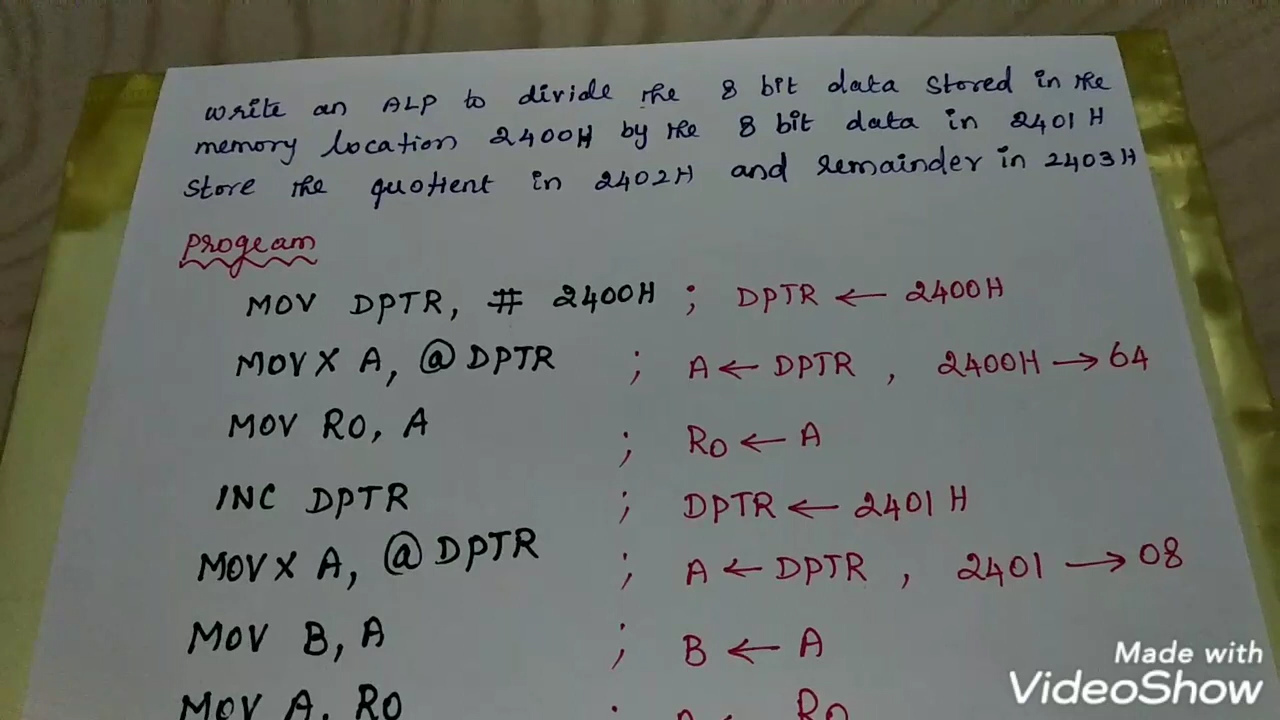 write an ALP to divide the 8 bit data stored in the
memory location 2400H by the 8 bit data in 2401 H
store the quotient in 2402H and remainder in 2403H
Program
MOV DPTR, # 2400H ; DPTR ← 2400H
MOVX A, @DPTR ; A ← DPTR , 2400H → 64
MOV R0, A ; R0 ← A
INC DPTR ; DPTR ← 2401 H
MOVX A, @DPTR ; A ← DPTR , 2401 → 08
MOV B, A ; B ← A
MOV A, R0 ; A ← R0
Made with
VideoShow